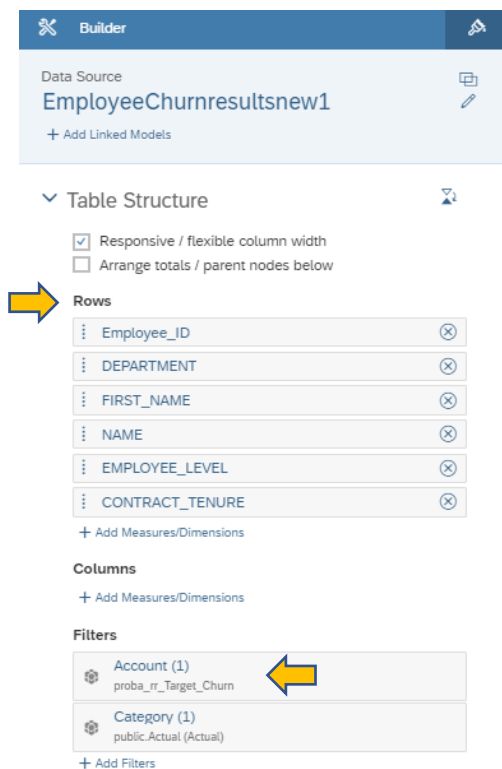 Builder
Data Source
EmployeeChurnresultsnew1
+ Add Linked Models
Table Structure
Responsive / flexible column width
Arrange totals / parent nodes below
Rows
Employee_ID
DEPARTMENT
FIRST_NAME
NAME
EMPLOYEE_LEVEL
CONTRACT_TENURE
+ Add Measures/Dimensions
Columns
+ Add Measures/Dimensions
Filters
Account (1)
proba_rr_Target_Churn
Category (1)
public.Actual (Actual)
+ Add Filters